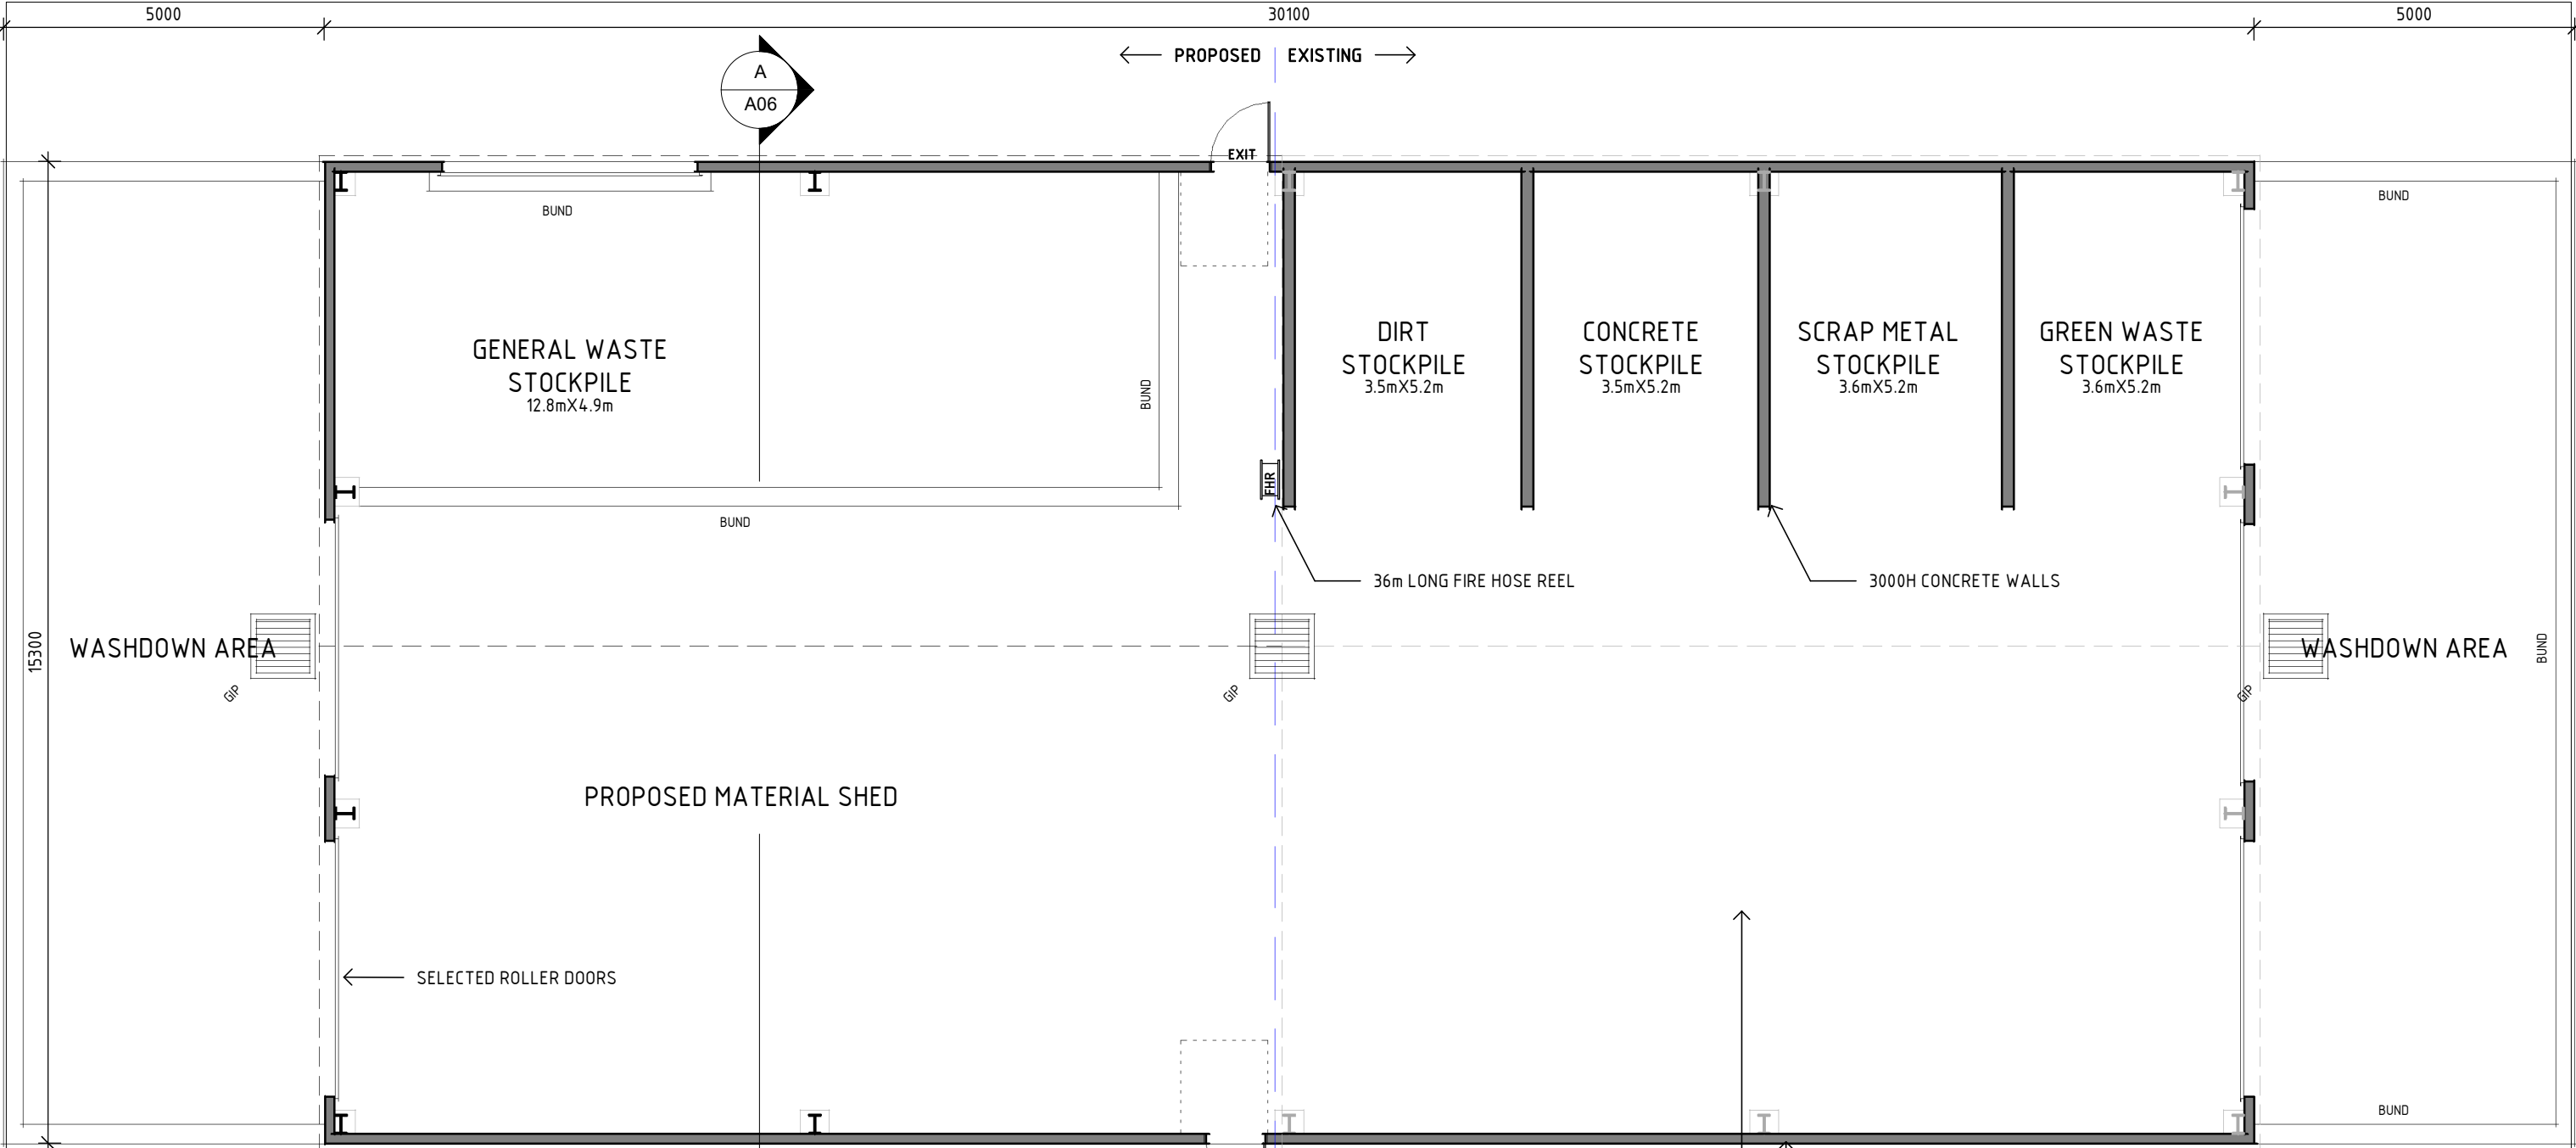 5000
30100
5000
PROPOSED
EXISTING
A
A06
EXIT
BUND
BUND
GENERAL WASTE
STOCKPILE
12.8mX4.9m
BUND
DIRT
STOCKPILE
3.5mX5.2m
CONCRETE
STOCKPILE
3.5mX5.2m
SCRAP METAL
STOCKPILE
3.6mX5.2m
GREEN WASTE
STOCKPILE
3.6mX5.2m
FHR
BUND
36m LONG FIRE HOSE REEL
3000H CONCRETE WALLS
15300
WASHDOWN AREA
WASHDOWN AREA
BUND
GIP
GIP
GIP
PROPOSED MATERIAL SHED
SELECTED ROLLER DOORS
BUND